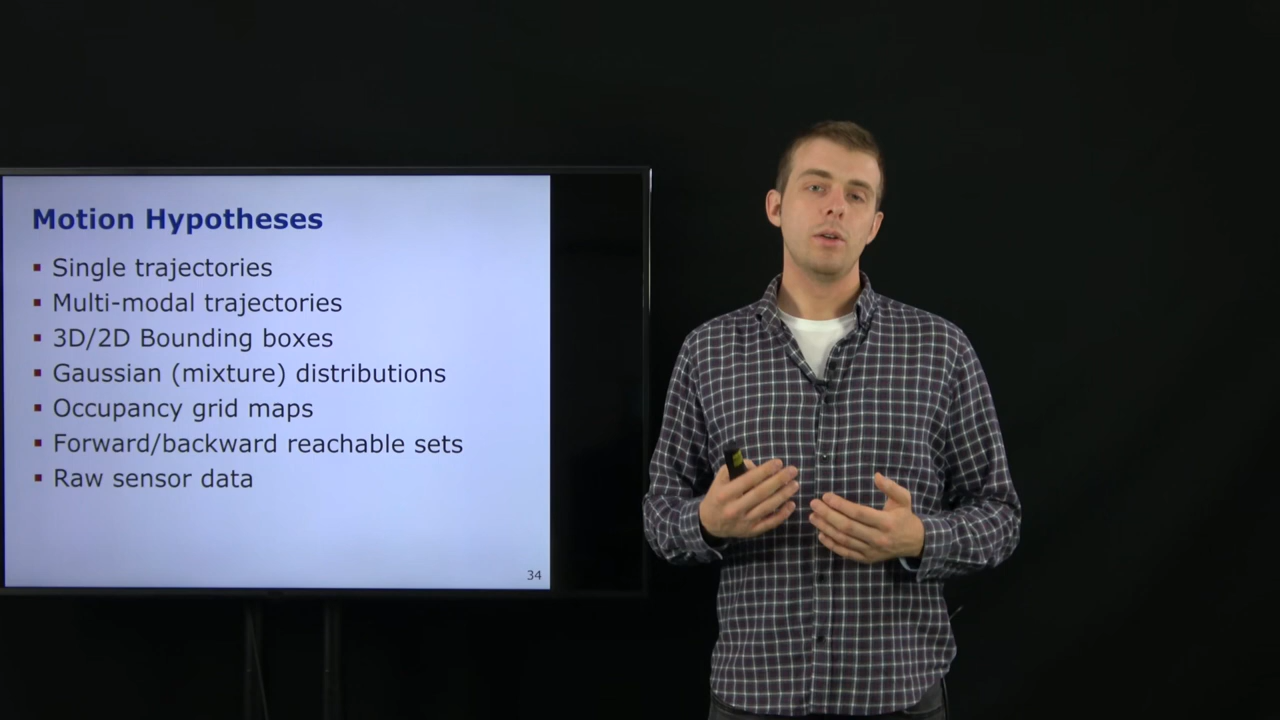 Motion Hypotheses
▪ Single trajectories
▪ Multi-modal trajectories
▪ 3D/2D Bounding boxes
▪ Gaussian (mixture) distributions
▪ Occupancy grid maps
▪ Forward/backward reachable sets
▪ Raw sensor data
34